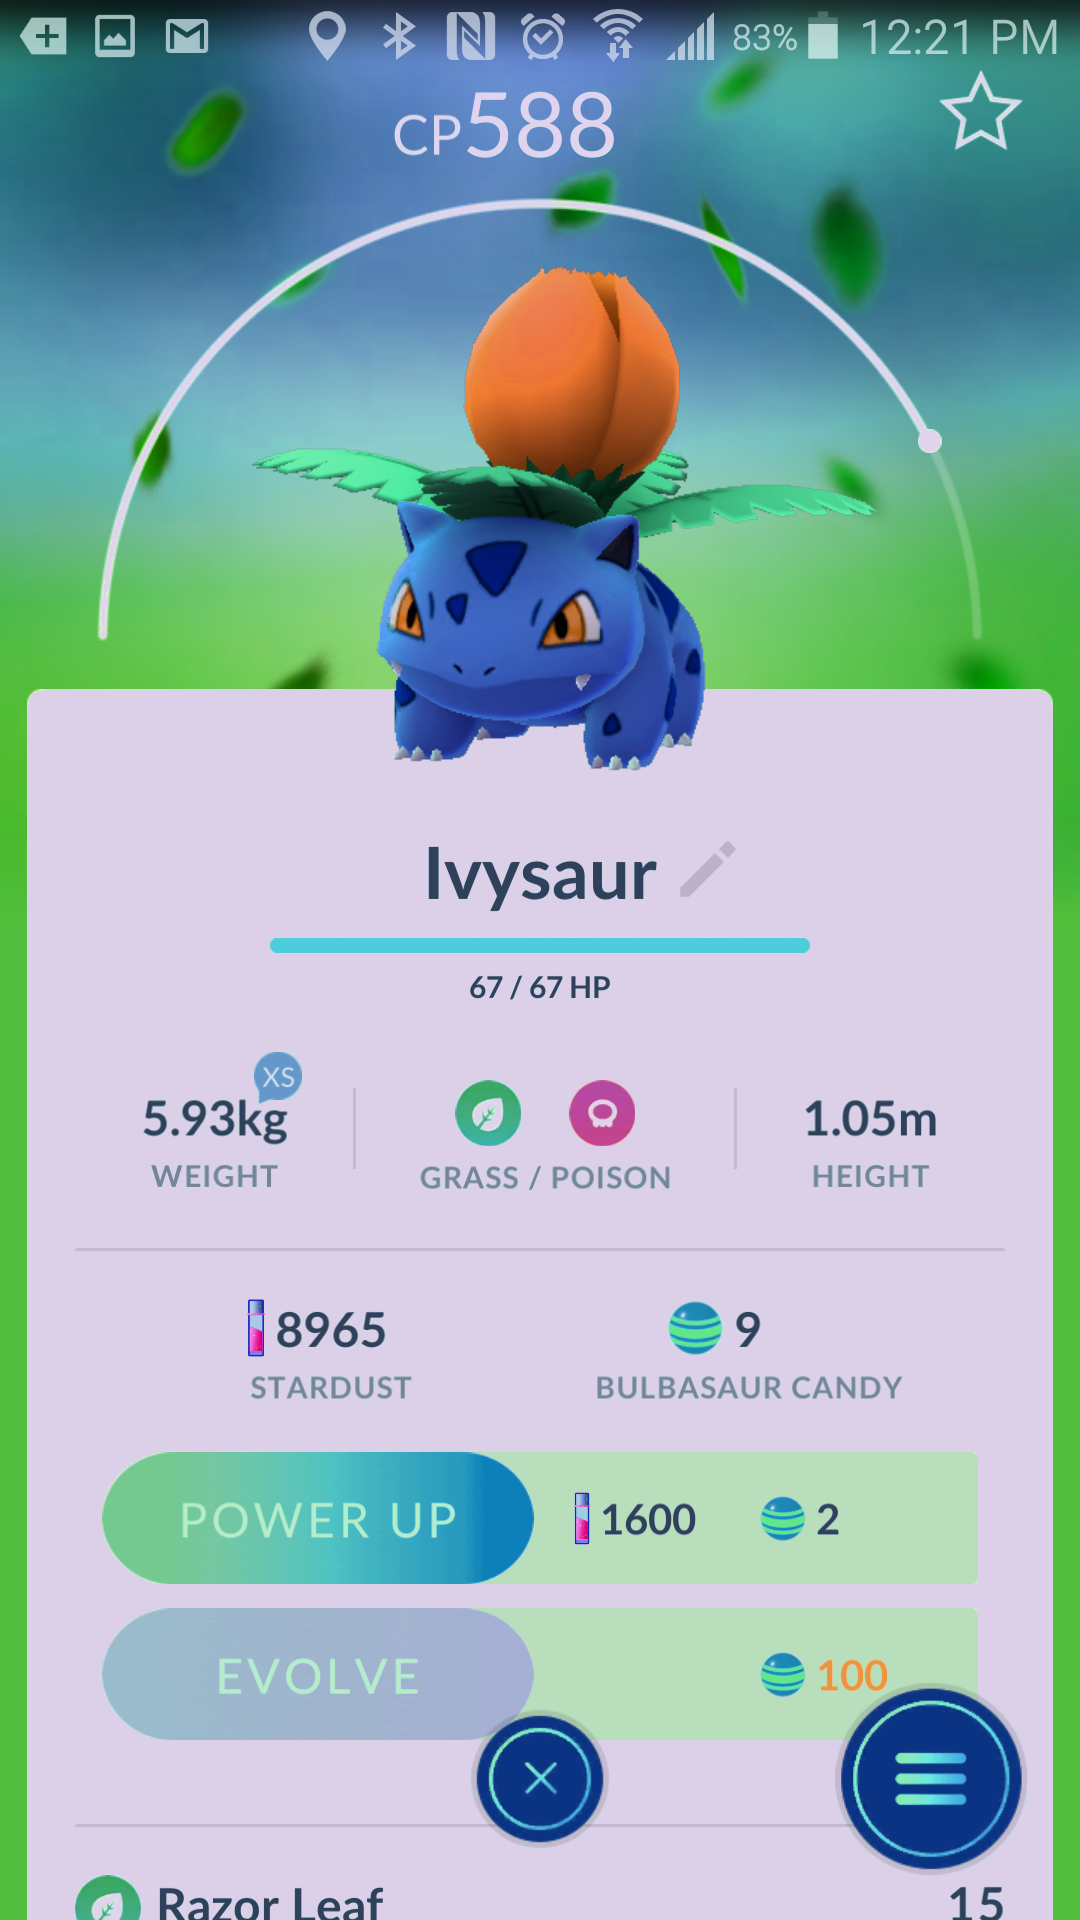 83% 12:21 PM
CP588
Ivysaur
67 / 67 HP
XS
5.93kg
1.05m
WEIGHT
GRASS / POISON
HEIGHT
8965
9
STARDUST
BULBASAUR CANDY
POWER UP 1600 2
EVOLVE 100
Razor Leaf 15